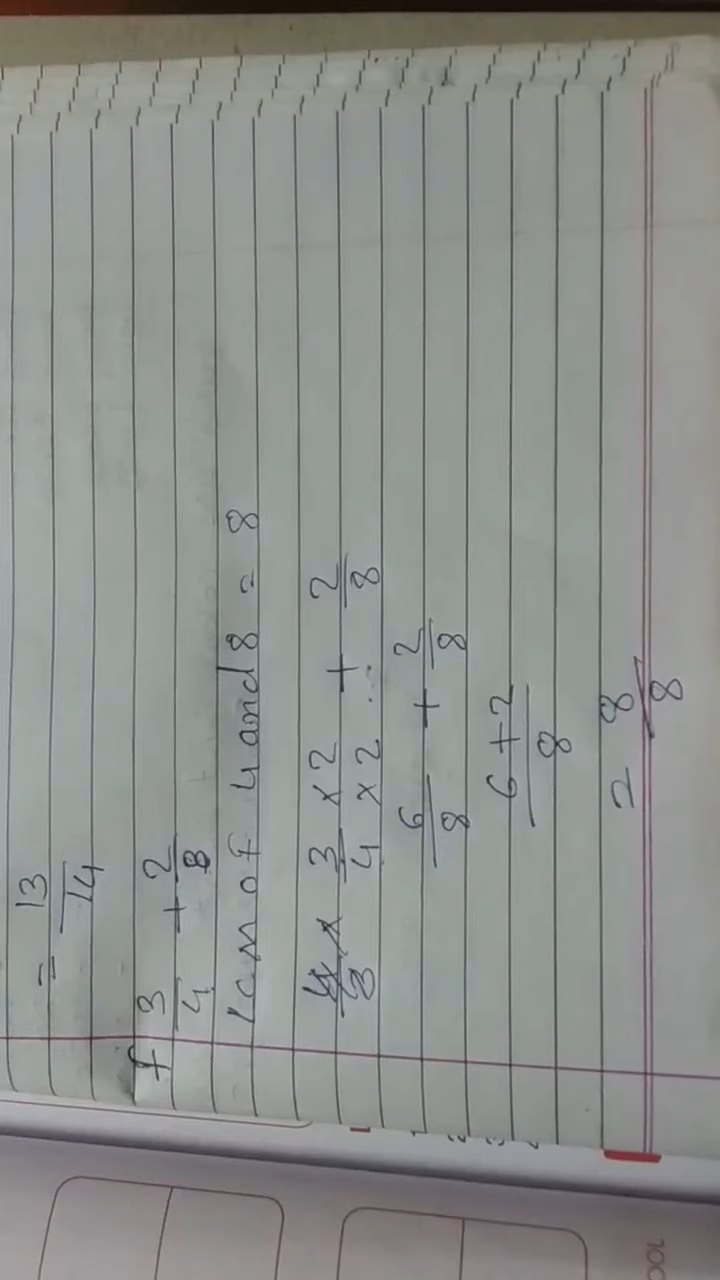 = 13/14
f 3/4 + 2/8
lcm of 4 and 8 = 8
3 × 2 / 4 × 2 + 2/8
6/8 + 2/8
6+2/8
= 8/8